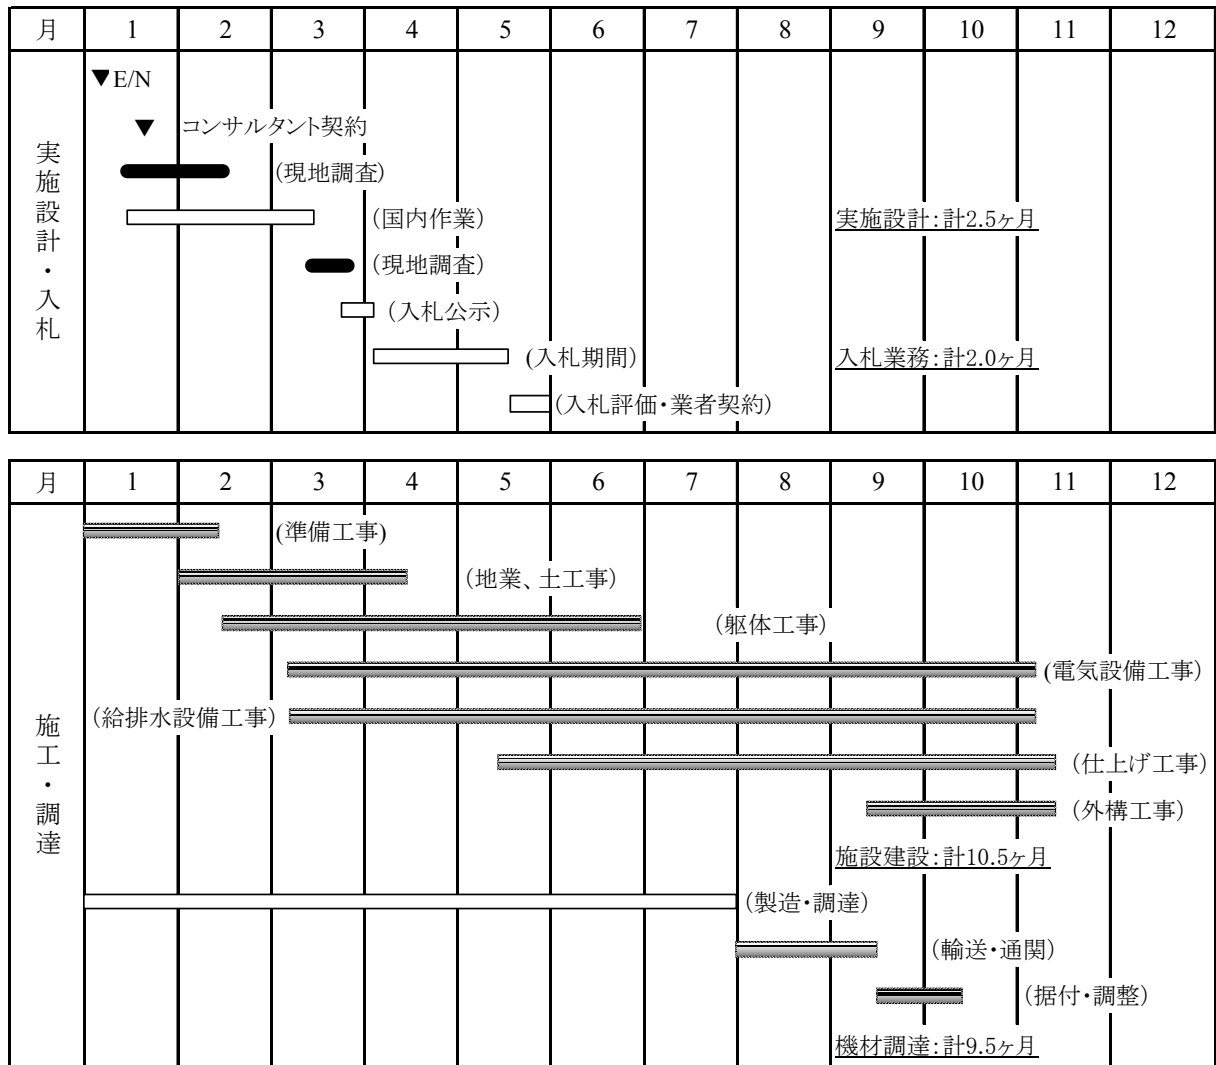 月 1 2 3 4 5 6 7 8 9 10 11 12
実施設計・入札
▼E/N
▼ コンサルタント契約
(現地調査)
(国内作業) 実施設計:計2.5ヶ月
(現地調査)
(入札公示)
(入札期間) 入札業務:計2.0ヶ月
(入札評価・業者契約)
月 1 2 3 4 5 6 7 8 9 10 11 12
施工・調達
(準備工事)
(地業、土工事)
(躯体工事)
(電気設備工事)
(給排水設備工事)
(仕上げ工事)
(外構工事)
施設建設:計10.5ヶ月
(製造・調達)
(輸送・通関)
(据付・調整)
機材調達:計9.5ヶ月